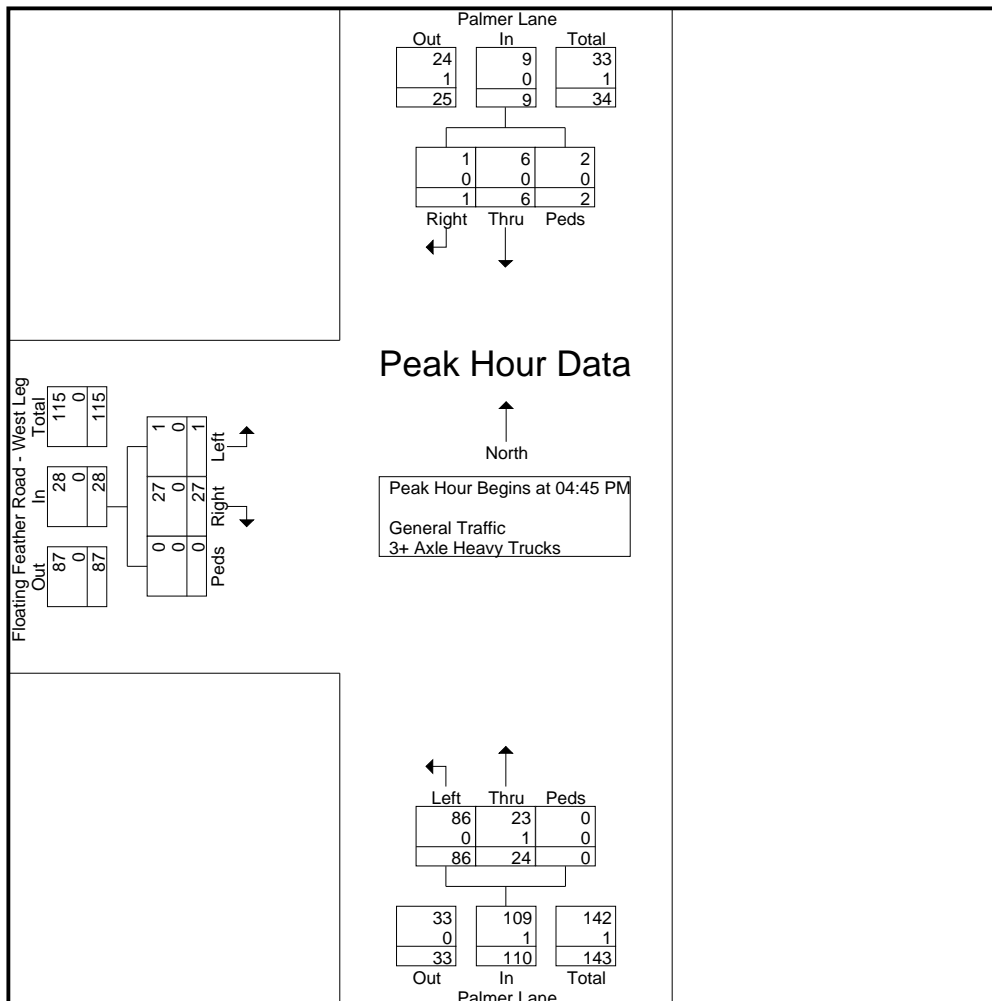 Palmer Lane
Out In Total
24 9 33
1 0 1
25 9 34
1 6 2
0 0 0
1 6 2
Right Thru Peds
Peak Hour Data
North
Peak Hour Begins at 04:45 PM
General Traffic
3+ Axle Heavy Trucks
Floating Feather Road - West Leg
Out In Total
87 28 115
0 0 0
87 28 115
0 27 1
0 0 0
0 27 1
Peds Right Left
Left Thru Peds
86 23 0
0 1 0
86 24 0
33 109 142
0 1 1
33 110 143
Out In Total
Palmer Lane